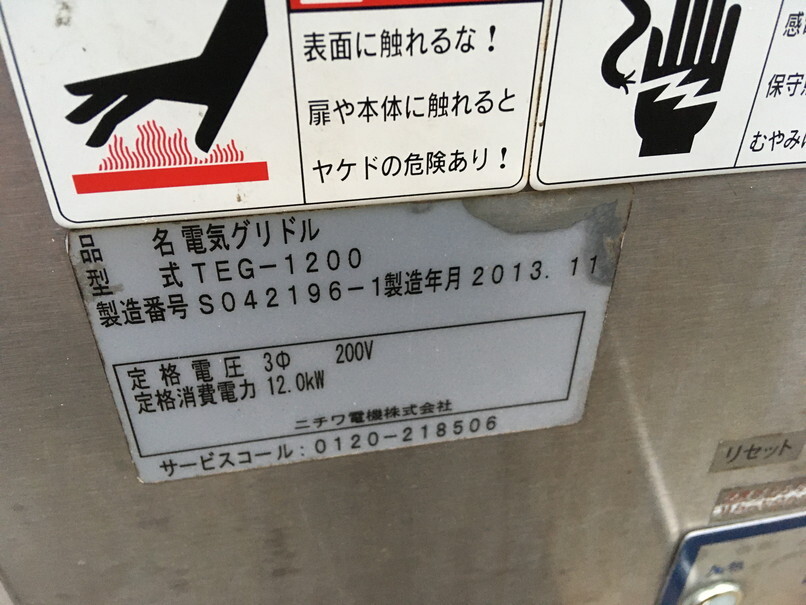 表面に触れるな！
扉や本体に触れると
ヤケドの危険あり！
保守
むやみ
品名 電気グリドル
型式 TEG-1200
製造番号 S042196-1 製造年月 2013.11
定格電圧 3Φ 200V
定格消費電力 12.0kW
ニチワ電機株式会社
サービスコール:0120-218506
リセット